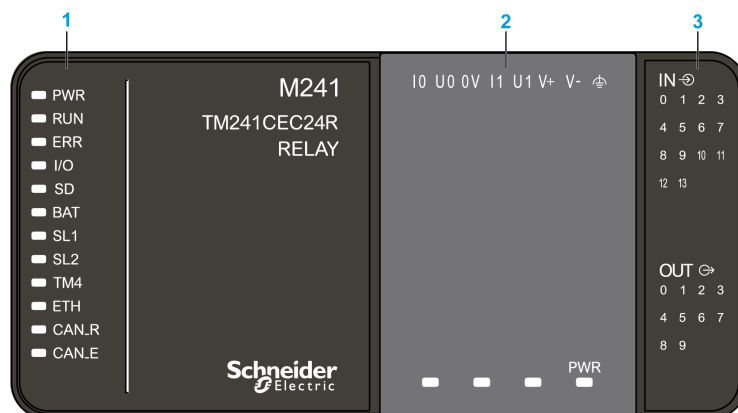 1
2
3
PWR
RUN
ERR
I/O
SD
BAT
SL1
SL2
TM4
ETH
CAN_R
CAN_E
M241
TM241CEC24R
RELAY
Schneider
Electric
I0 U0 0V I1 U1 V+ V-
PWR
IN
0 1 2 3
4 5 6 7
8 9 10 11
12 13
OUT
0 1 2 3
4 5 6 7
8 9